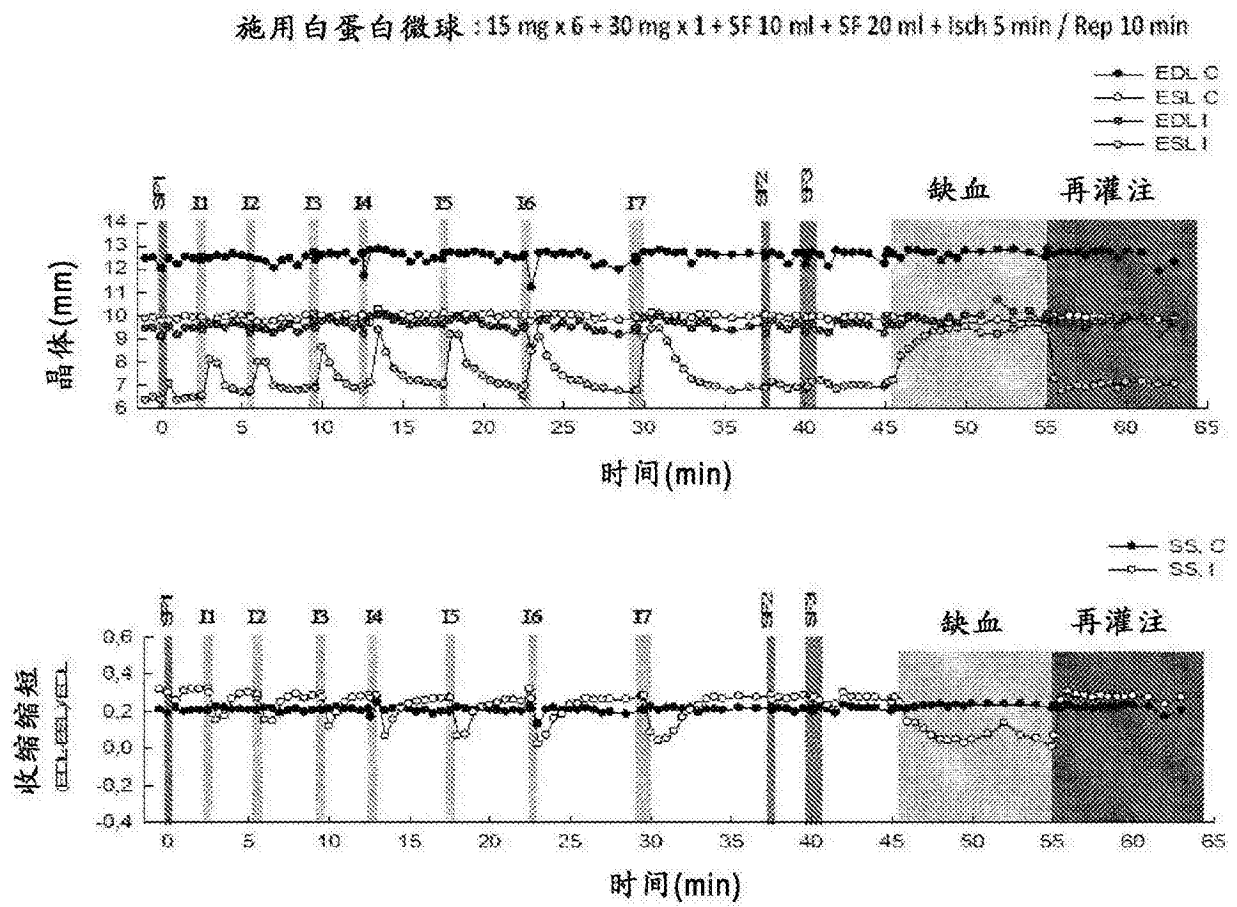 施用白蛋白微球 : 15 mg x 6 + 30 mg x 1 + SF 10 ml + SF 20 ml + Isch 5 min / Rep 10 min
EDL C
ESL C
EDL I
ESL I
SF1 I1 I2 I3 I4 I5 I6 I7 SF2 SF3 缺血 再灌注
14
13
12
11
10
9
8
7
6
晶体(mm)
0 5 10 15 20 25 30 35 40 45 50 55 60 65
时间(min)
SS, C
SS, I
SF1 I1 I2 I3 I4 I5 I6 I7 SF2 SF3 缺血 再灌注
0,6
0,4
0,2
0,0
-0,2
-0,4
收缩缩短
0 5 10 15 20 25 30 35 40 45 50 55 60 65
时间(min)